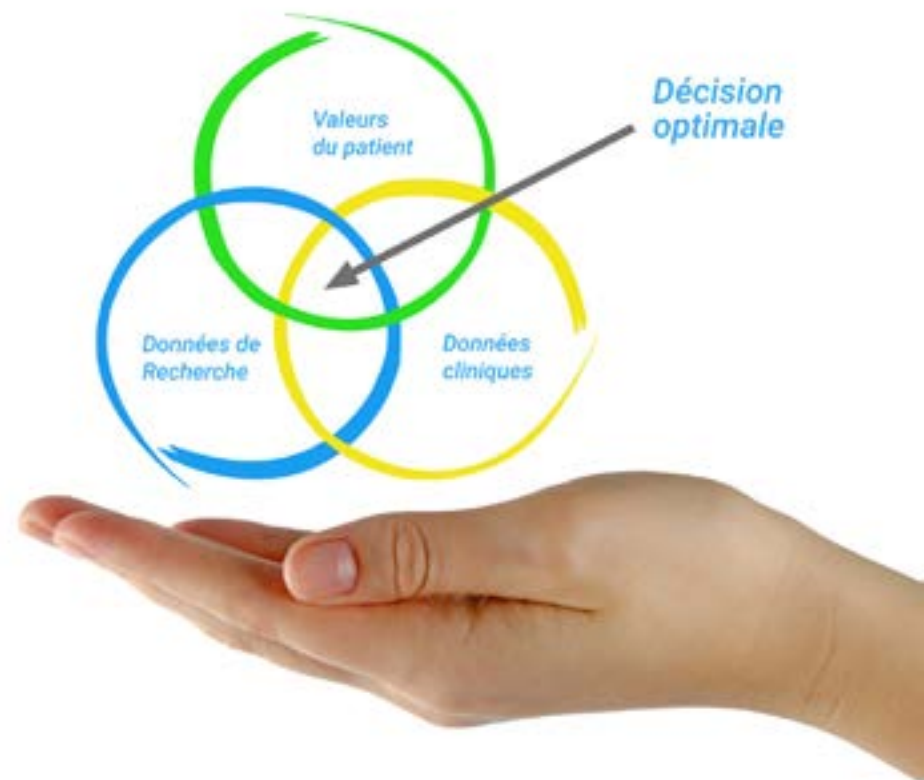 Valeurs
du patient
Décision
optimale
Données de
Recherche
Données
cliniques